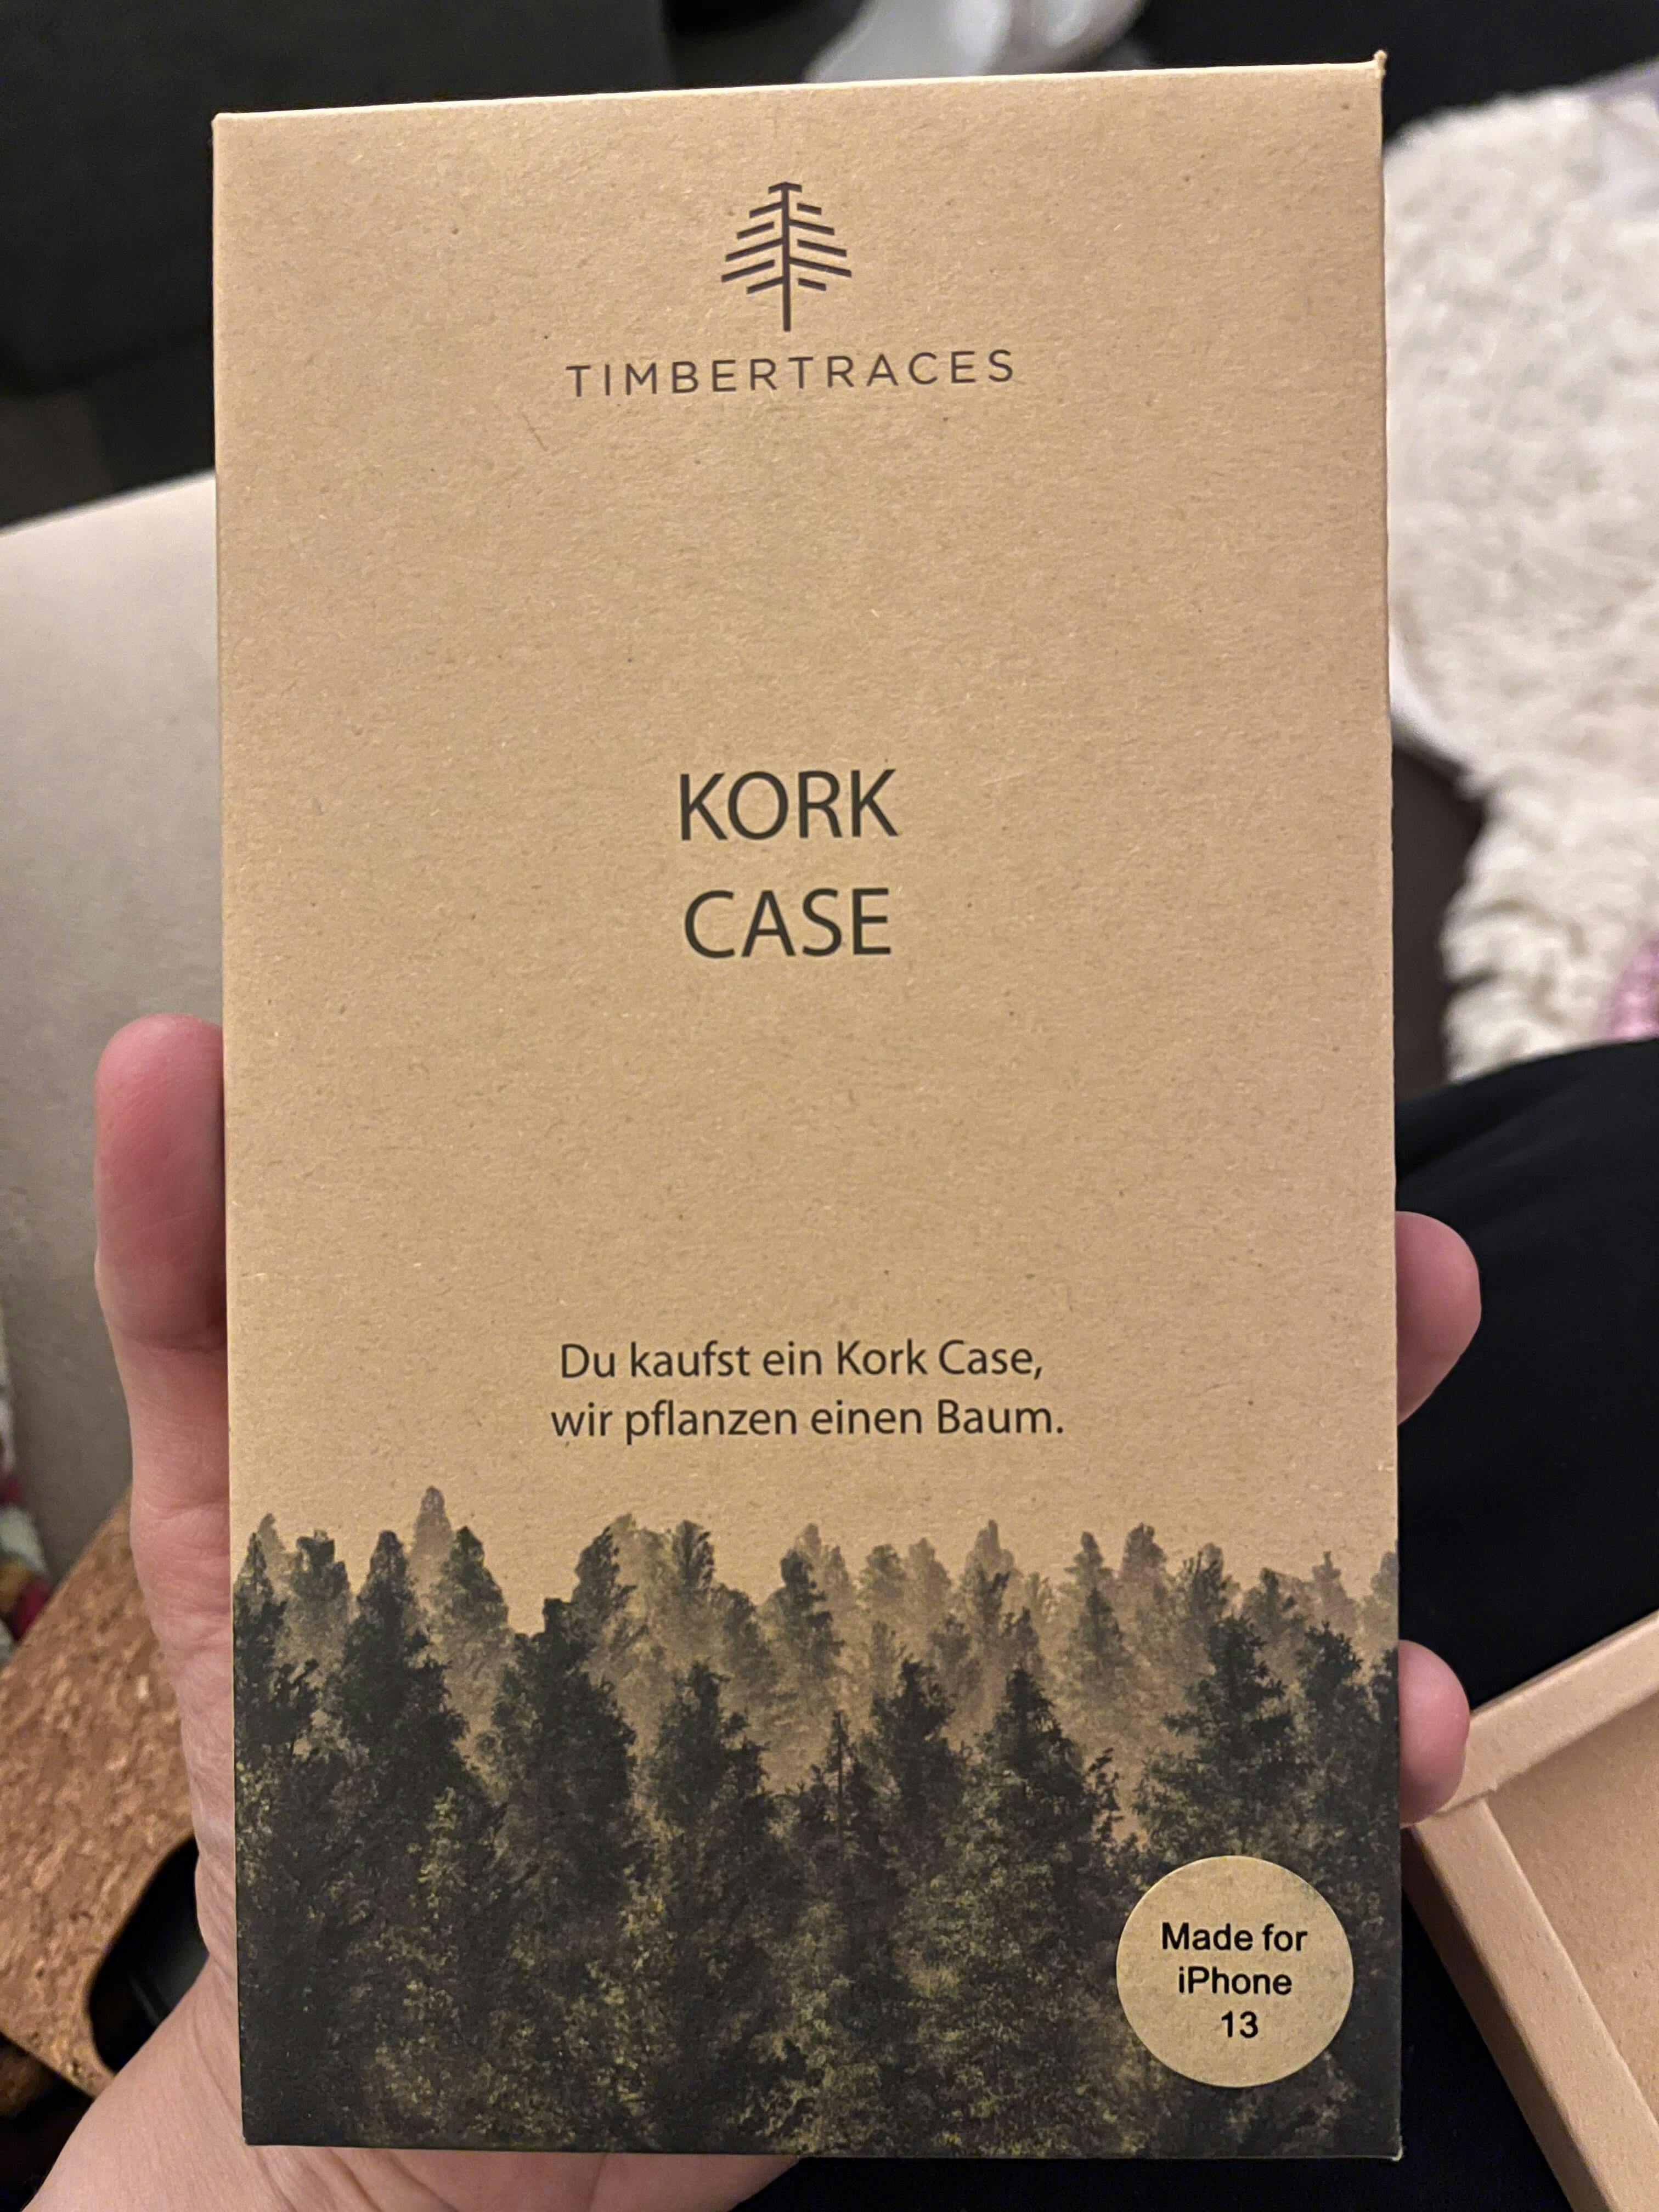 TIMBERTRACES
KORK
CASE
Du kaufst ein Kork Case,
wir pflanzen einen Baum.
Made for
iPhone
13